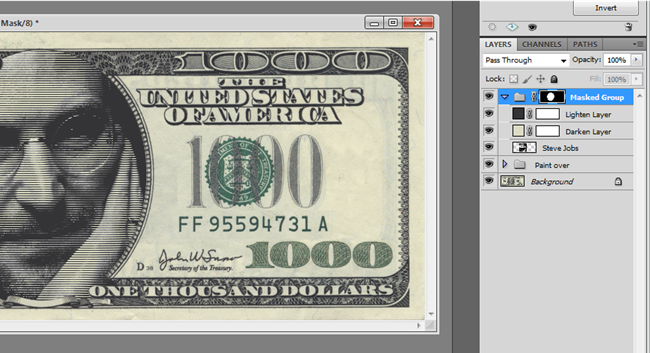 Mask/8) *
Invert
LAYERS CHANNELS PATHS
Pass Through Opacity: 100%
Lock: Fill: 100%
Masked Group
Lighten Layer
Darken Layer
Steve Jobs
Paint over
Background
1000
THE
UNITED STATES
OF AMERICA
1000
FF 95594731 A
John W Snow
D
Secretary of the Treasury.
1000
ONE THOUSAND DOLLARS